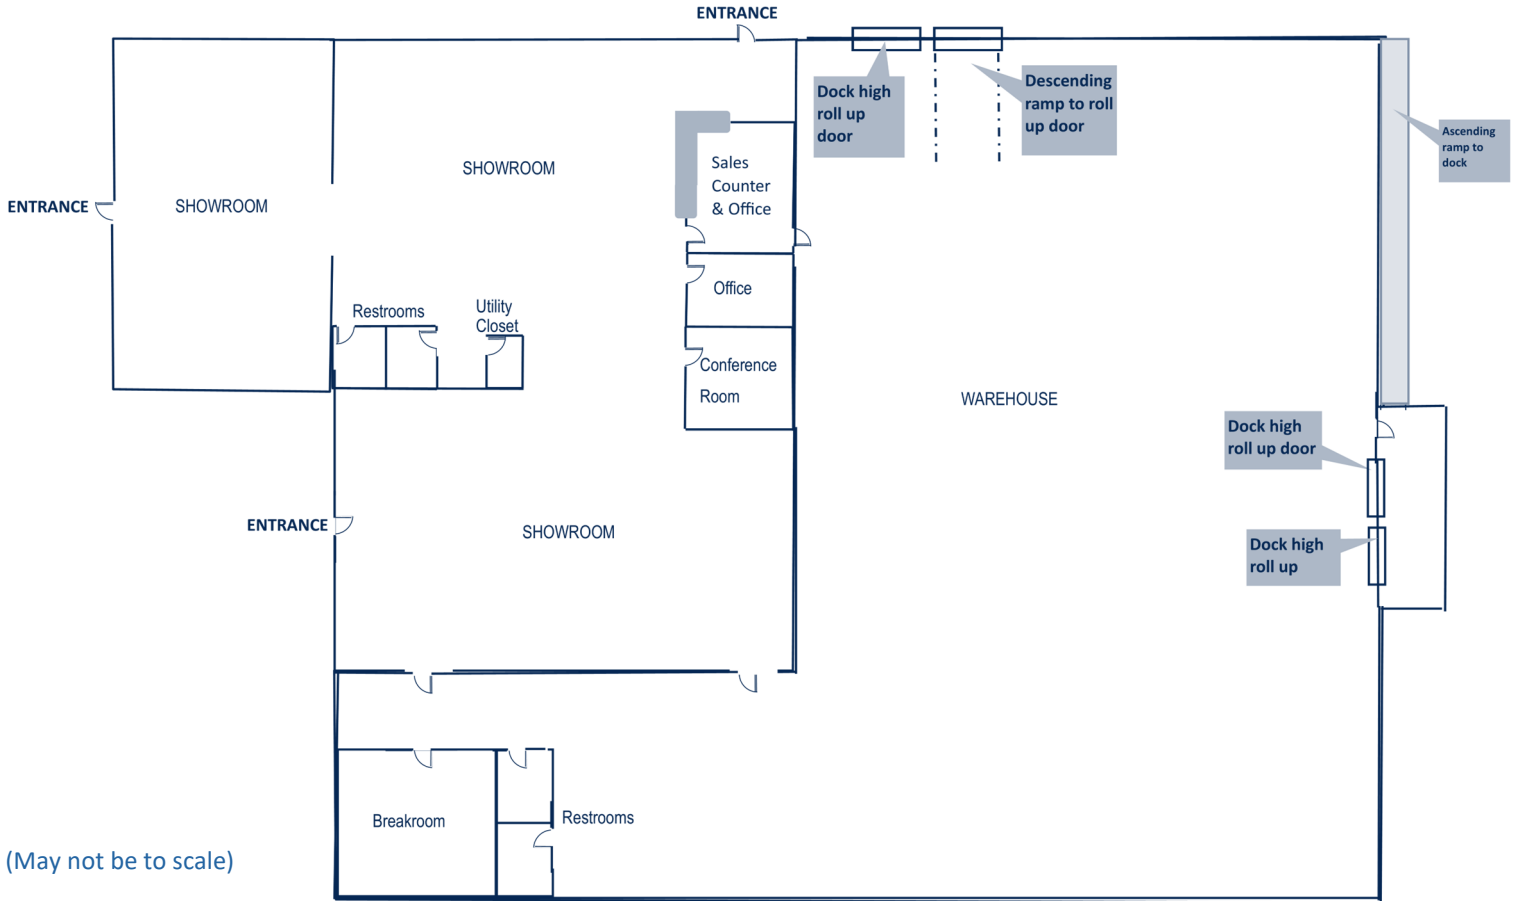 ENTRANCE
Dock high
roll up
door
Descending
ramp to roll
up door
Ascending
ramp to
dock
SHOWROOM
Sales
Counter
& Office
ENTRANCE
SHOWROOM
Office
Restrooms
Utility
Closet
Conference
Room
WAREHOUSE
Dock high
roll up door
ENTRANCE
SHOWROOM
Dock high
roll up
Breakroom
Restrooms
(May not be to scale)